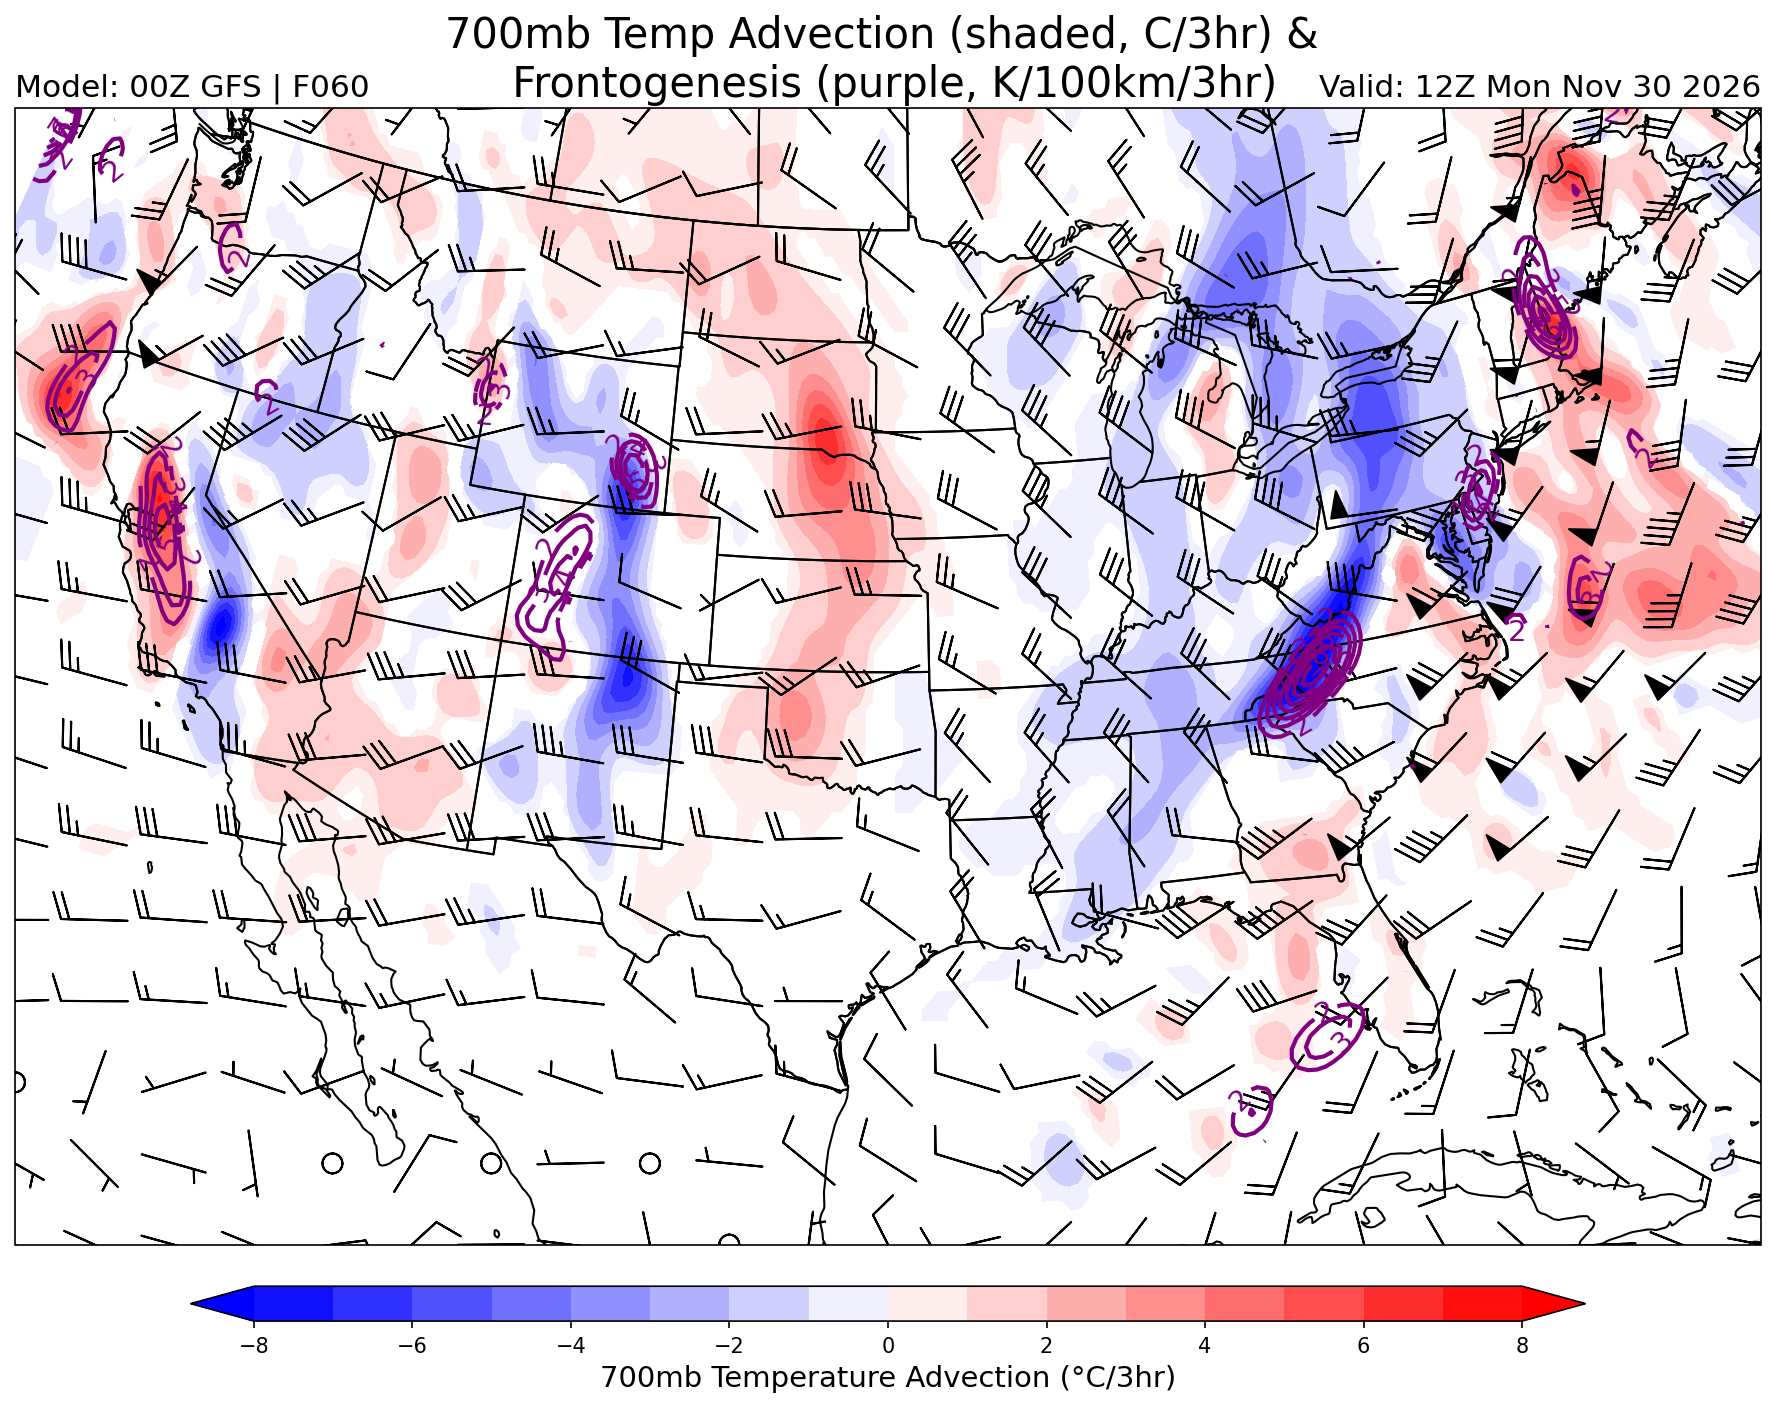 700mb Temp Advection (shaded, C/3hr) &
Model: 00Z GFS | F060
Frontogenesis (purple, K/100km/3hr)
Valid: 12Z Mon Nov 30 2026
−8 −6 −4 −2 0 2 4 6 8
700mb Temperature Advection (°C/3hr)